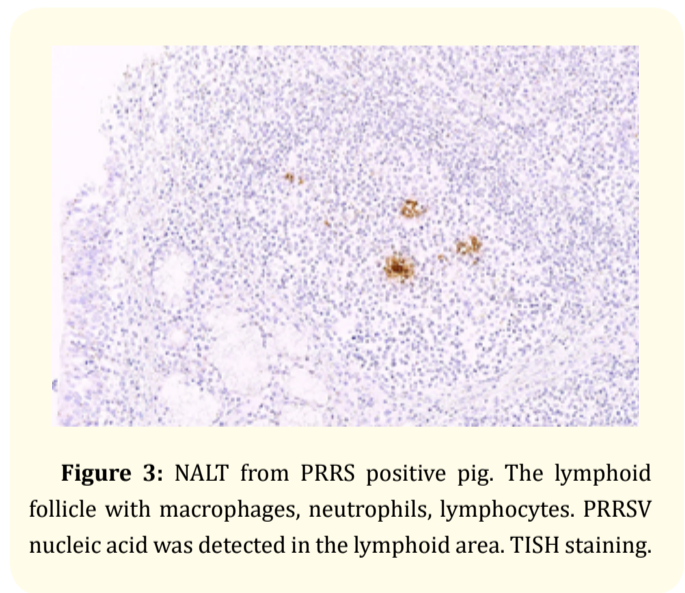 Figure 3: NALT from PRRS positive pig. The lymphoid
follicle with macrophages, neutrophils, lymphocytes. PRRSV
nucleic acid was detected in the lymphoid area. TISH staining.